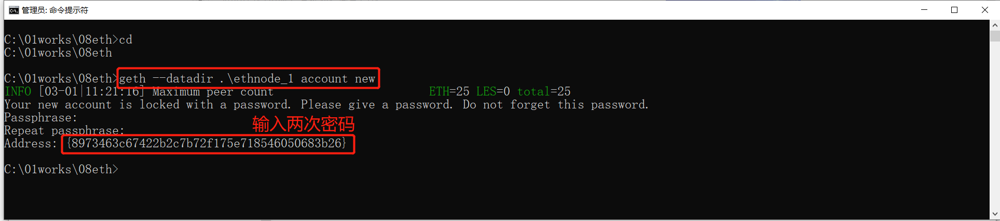 管理员: 命令提示符
C:\01works\08eth>cd
C:\01works\08eth
C:\01works\08eth>geth --datadir .\ethnode_1 account new
INFO [03-01|11:21:16] Maximum peer count                       ETH=25 LES=0 total=25
Your new account is locked with a password. Please give a password. Do not forget this password.
Passphrase:
输入两次密码
Repeat passphrase:
Address: {8973463c67422b2c7b72f175e718546050683b26}
C:\01works\08eth>